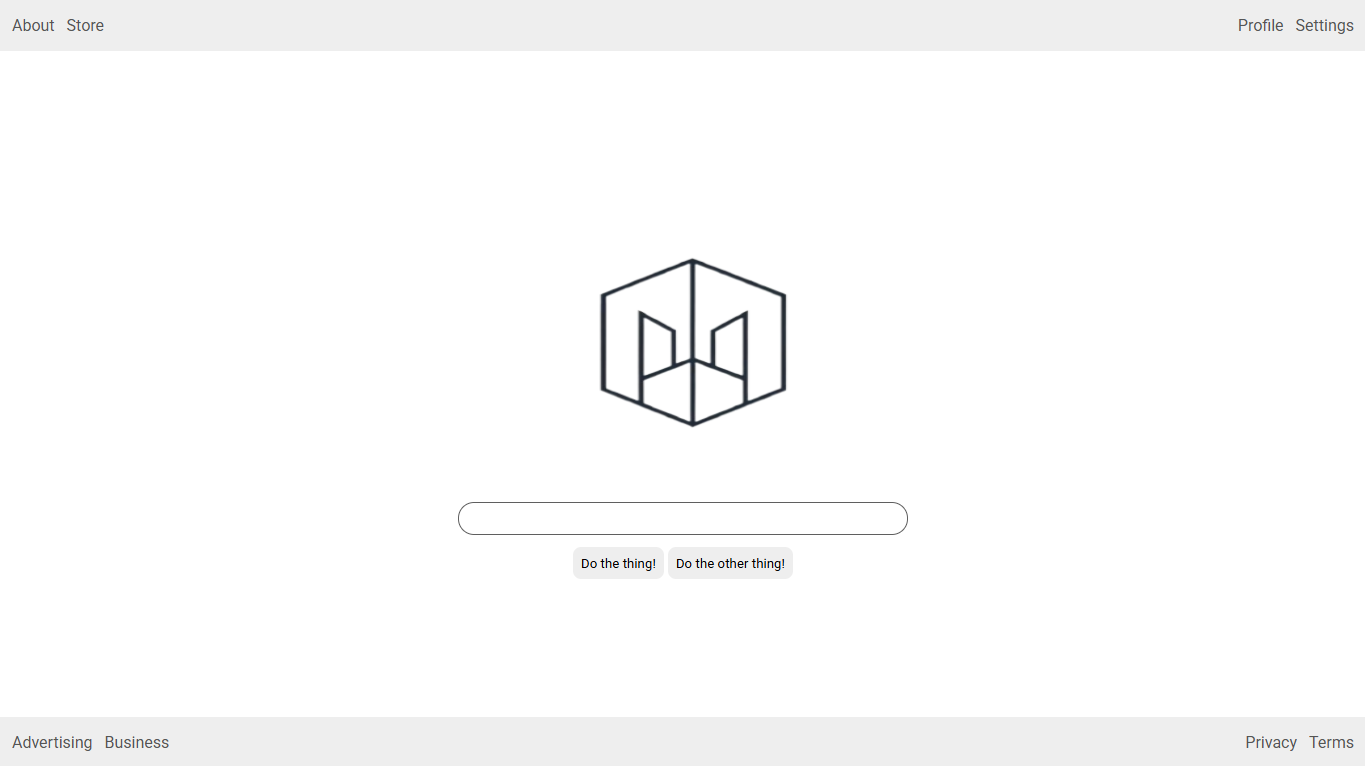 About Store Profile Settings
Do the thing! Do the other thing!
Advertising Business Privacy Terms